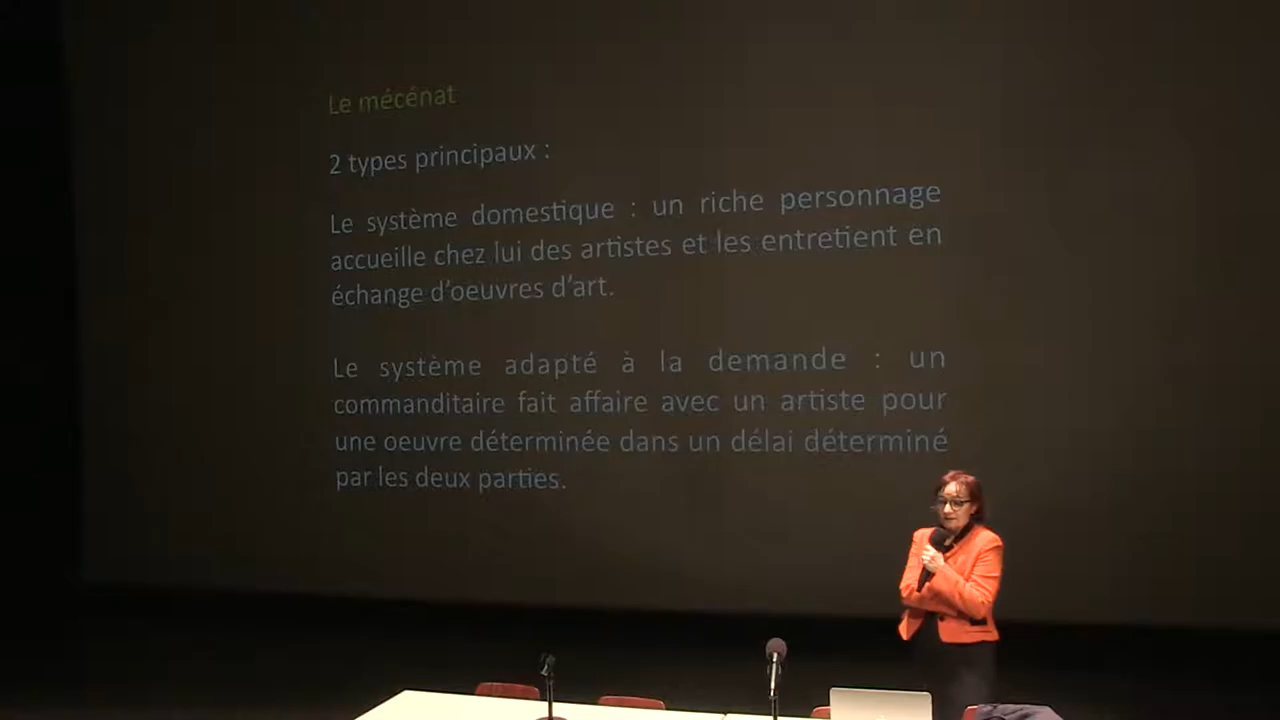 Le mécénat
2 types principaux :
Le système domestique : un riche personnage
accueille chez lui des artistes et les entretient en
échange d'oeuvres d'art.
Le système adapté à la demande : un
commanditaire fait affaire avec un artiste pour
une oeuvre déterminée dans un délai déterminé
par les deux parties.